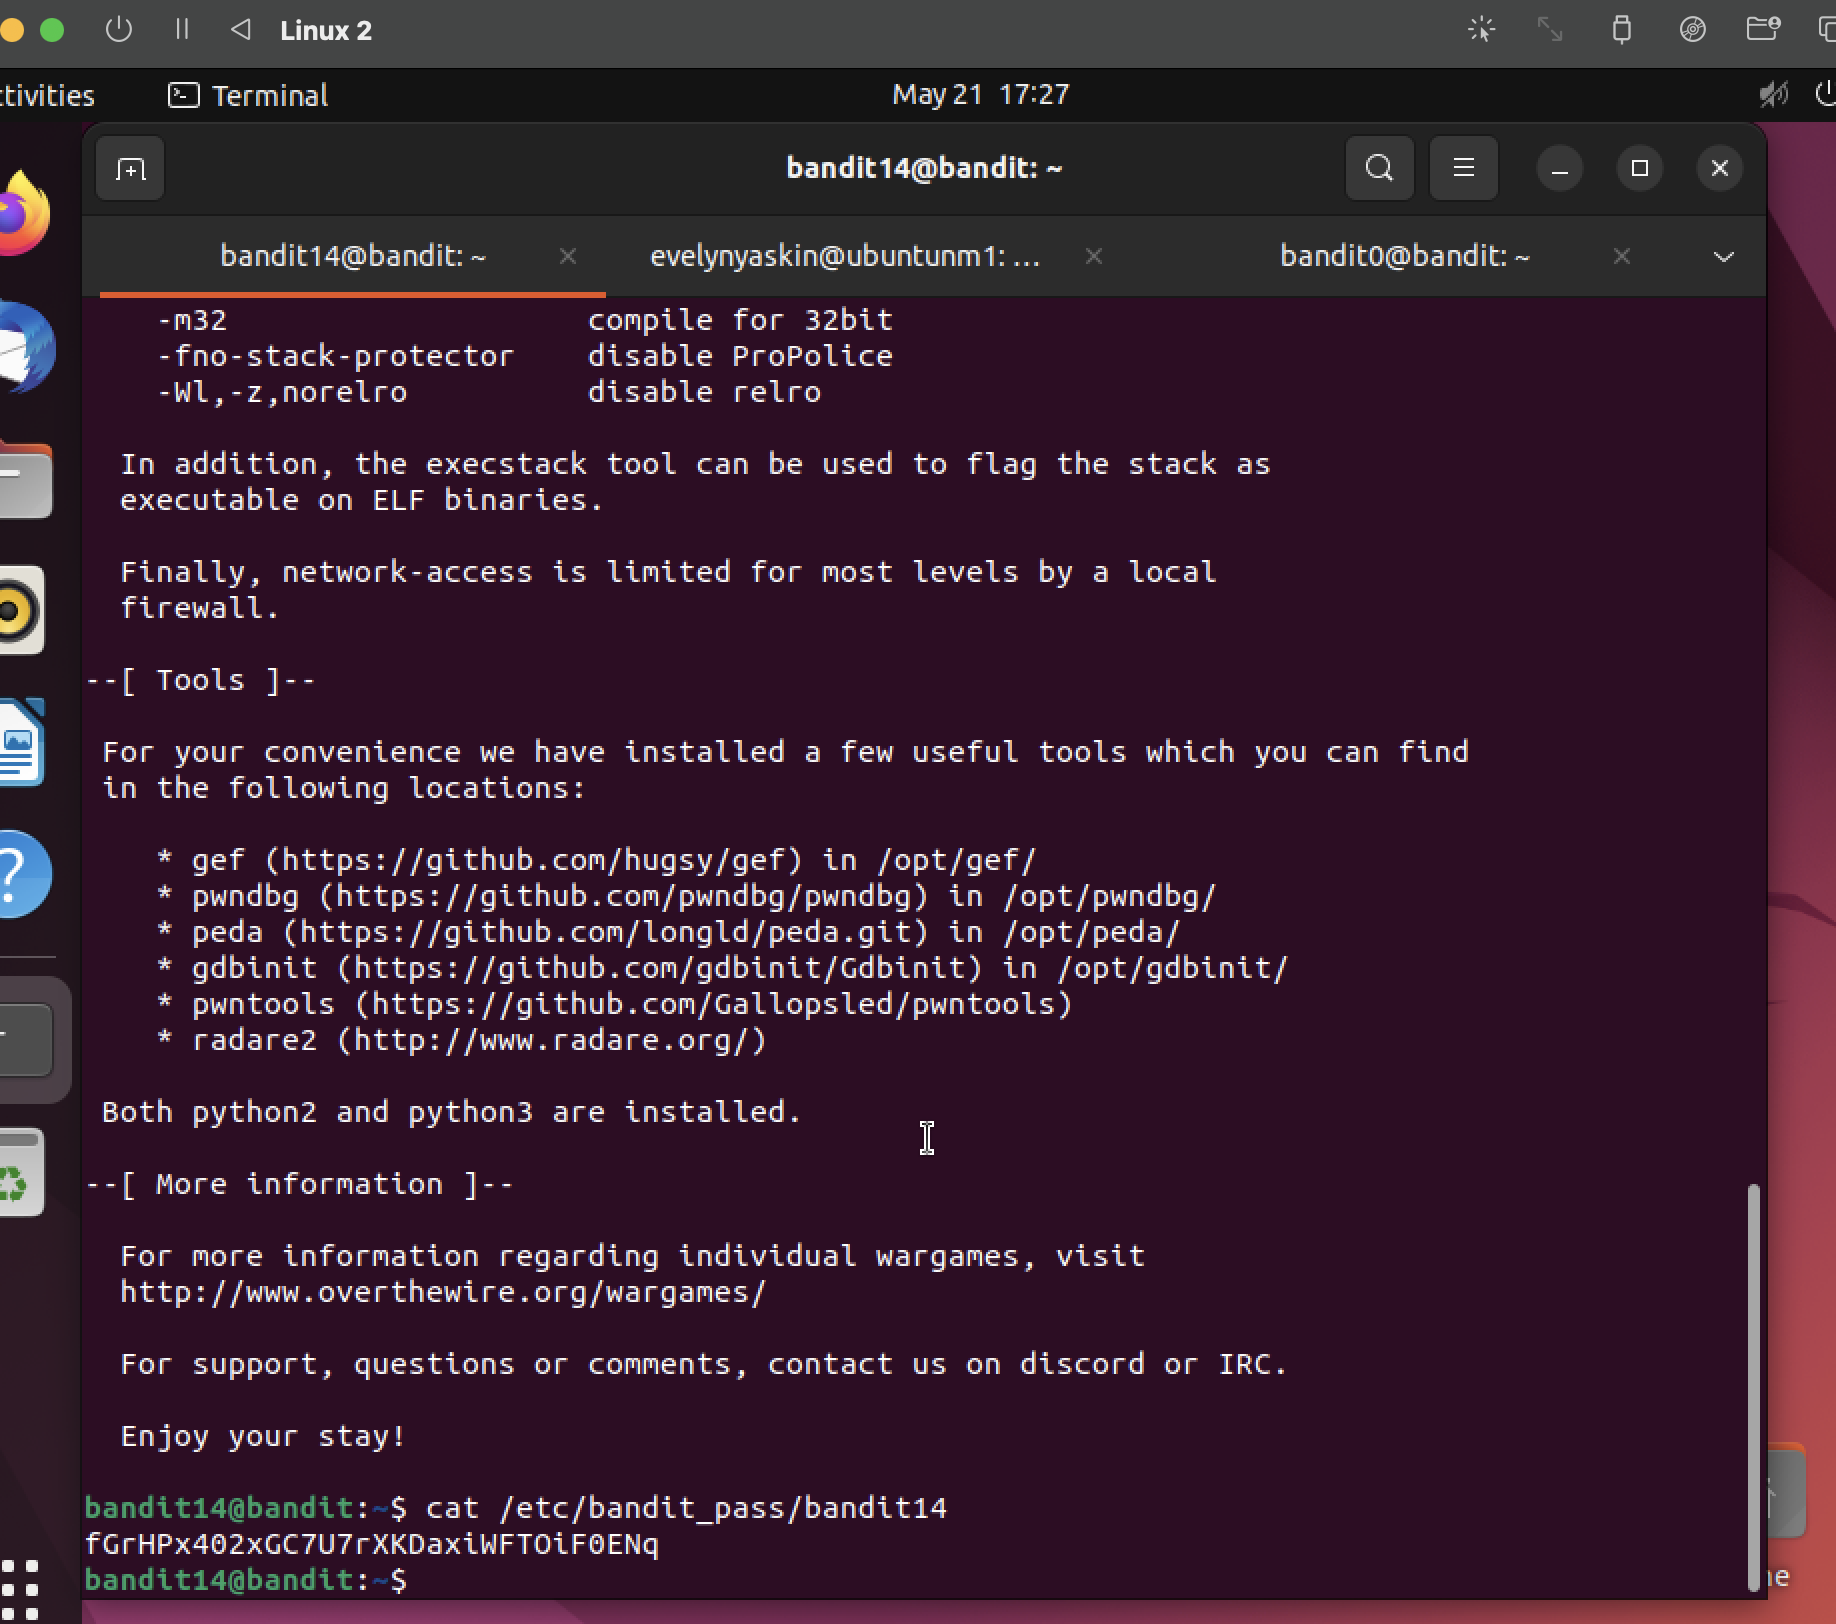 Linux 2
ctivities
Terminal
May 21 17:27
bandit14@bandit: ~
bandit14@bandit: ~
evelynyaskin@ubuntunm1: ...
bandit0@bandit: ~
-m32 compile for 32bit
-fno-stack-protector disable ProPolice
-Wl,-z,norelro disable relro
In addition, the execstack tool can be used to flag the stack as
executable on ELF binaries.
Finally, network-access is limited for most levels by a local
firewall.
--[ Tools ]--
For your convenience we have installed a few useful tools which you can find
in the following locations:
* gef (https://github.com/hugsy/gef) in /opt/gef/
* pwndbg (https://github.com/pwndbg/pwndbg) in /opt/pwndbg/
* peda (https://github.com/longld/peda.git) in /opt/peda/
* gdbinit (https://github.com/gdbinit/Gdbinit) in /opt/gdbinit/
* pwntools (https://github.com/Gallopsled/pwntools)
* radare2 (http://www.radare.org/)
Both python2 and python3 are installed.
--[ More information ]--
For more information regarding individual wargames, visit
http://www.overthewire.org/wargames/
For support, questions or comments, contact us on discord or IRC.
Enjoy your stay!
bandit14@bandit:~$ cat /etc/bandit_pass/bandit14
fGrHPx402xGC7U7rXKDaxiWFTOiF0ENq
bandit14@bandit:~$